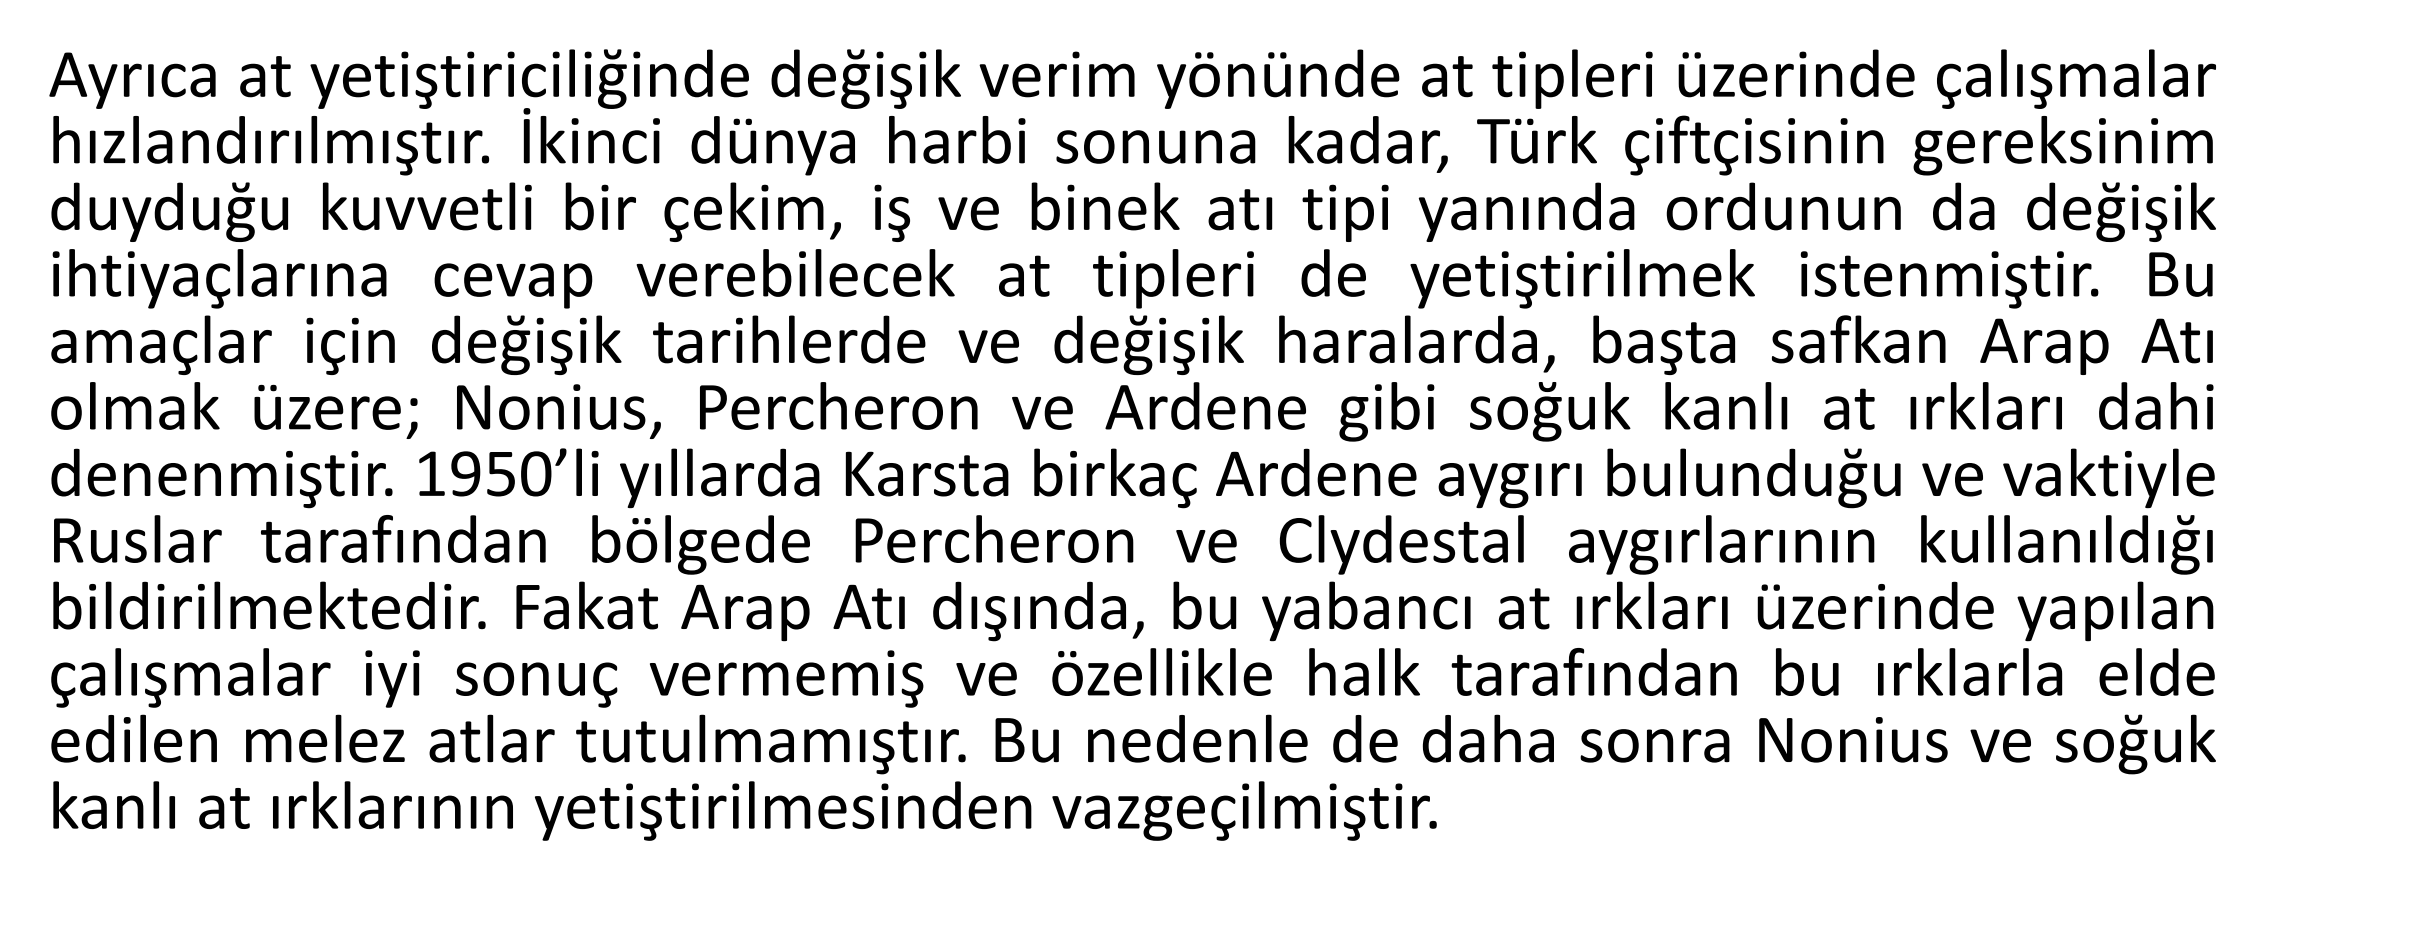 Ayrıca at yetiştiriciliğinde değişik verim yönünde at tipleri üzerinde çalışmalar
hızlandırılmıştır. İkinci dünya harbi sonuna kadar, Türk çiftçisinin gereksinim
duyduğu kuvvetli bir çekim, iş ve binek atı tipi yanında ordunun da değişik
ihtiyaçlarına cevap verebilecek at tipleri de yetiştirilmek istenmiştir. Bu
amaçlar için değişik tarihlerde ve değişik haralarda, başta safkan Arap Atı
olmak üzere; Nonius, Percheron ve Ardene gibi soğuk kanlı at ırkları dahi
denenmiştir. 1950’li yıllarda Karsta birkaç Ardene aygırı bulunduğu ve vaktiyle
Ruslar tarafından bölgede Percheron ve Clydestal aygırlarının kullanıldığı
bildirilmektedir. Fakat Arap Atı dışında, bu yabancı at ırkları üzerinde yapılan
çalışmalar iyi sonuç vermemiş ve özellikle halk tarafından bu ırklarla elde
edilen melez atlar tutulmamıştır. Bu nedenle de daha sonra Nonius ve soğuk
kanlı at ırklarının yetiştirilmesinden vazgeçilmiştir.